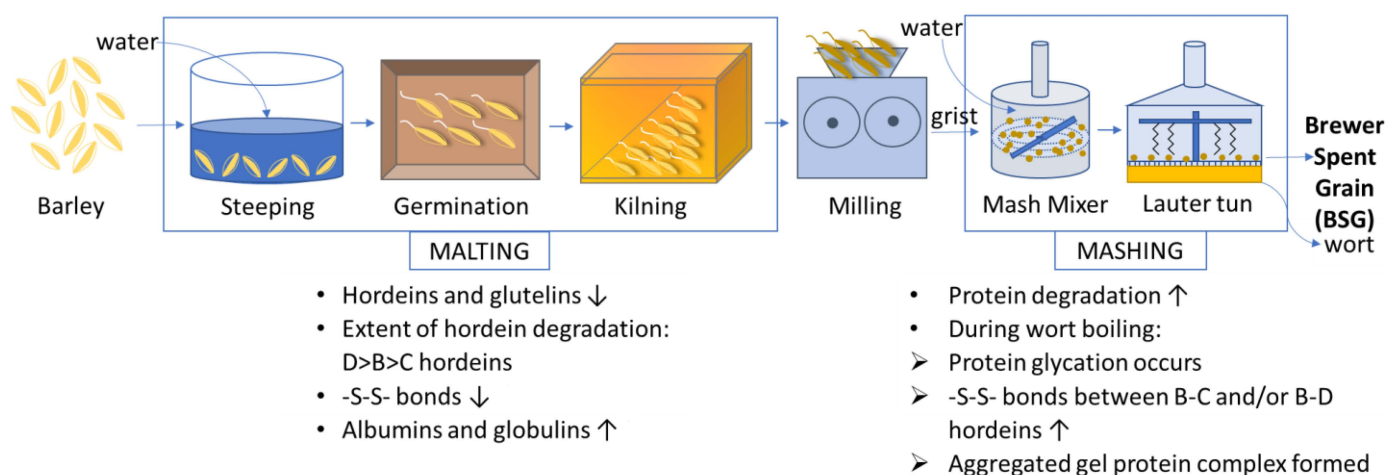 water
Barley
Steeping
Germination
Kilning
MALTING
Milling
grist
water
Mash Mixer
Lauter tun
MASHING
Brewer
Spent
Grain
(BSG)
wort
• Hordeins and glutelins ↓
• Extent of hordein degradation:
D>B>C hordeins
• -S-S- bonds ↓
• Albumins and globulins ↑
• Protein degradation ↑
• During wort boiling:
➢ Protein glycation occurs
➢ -S-S- bonds between B-C and/or B-D
hordeins ↑
➢ Aggregated gel protein complex formed